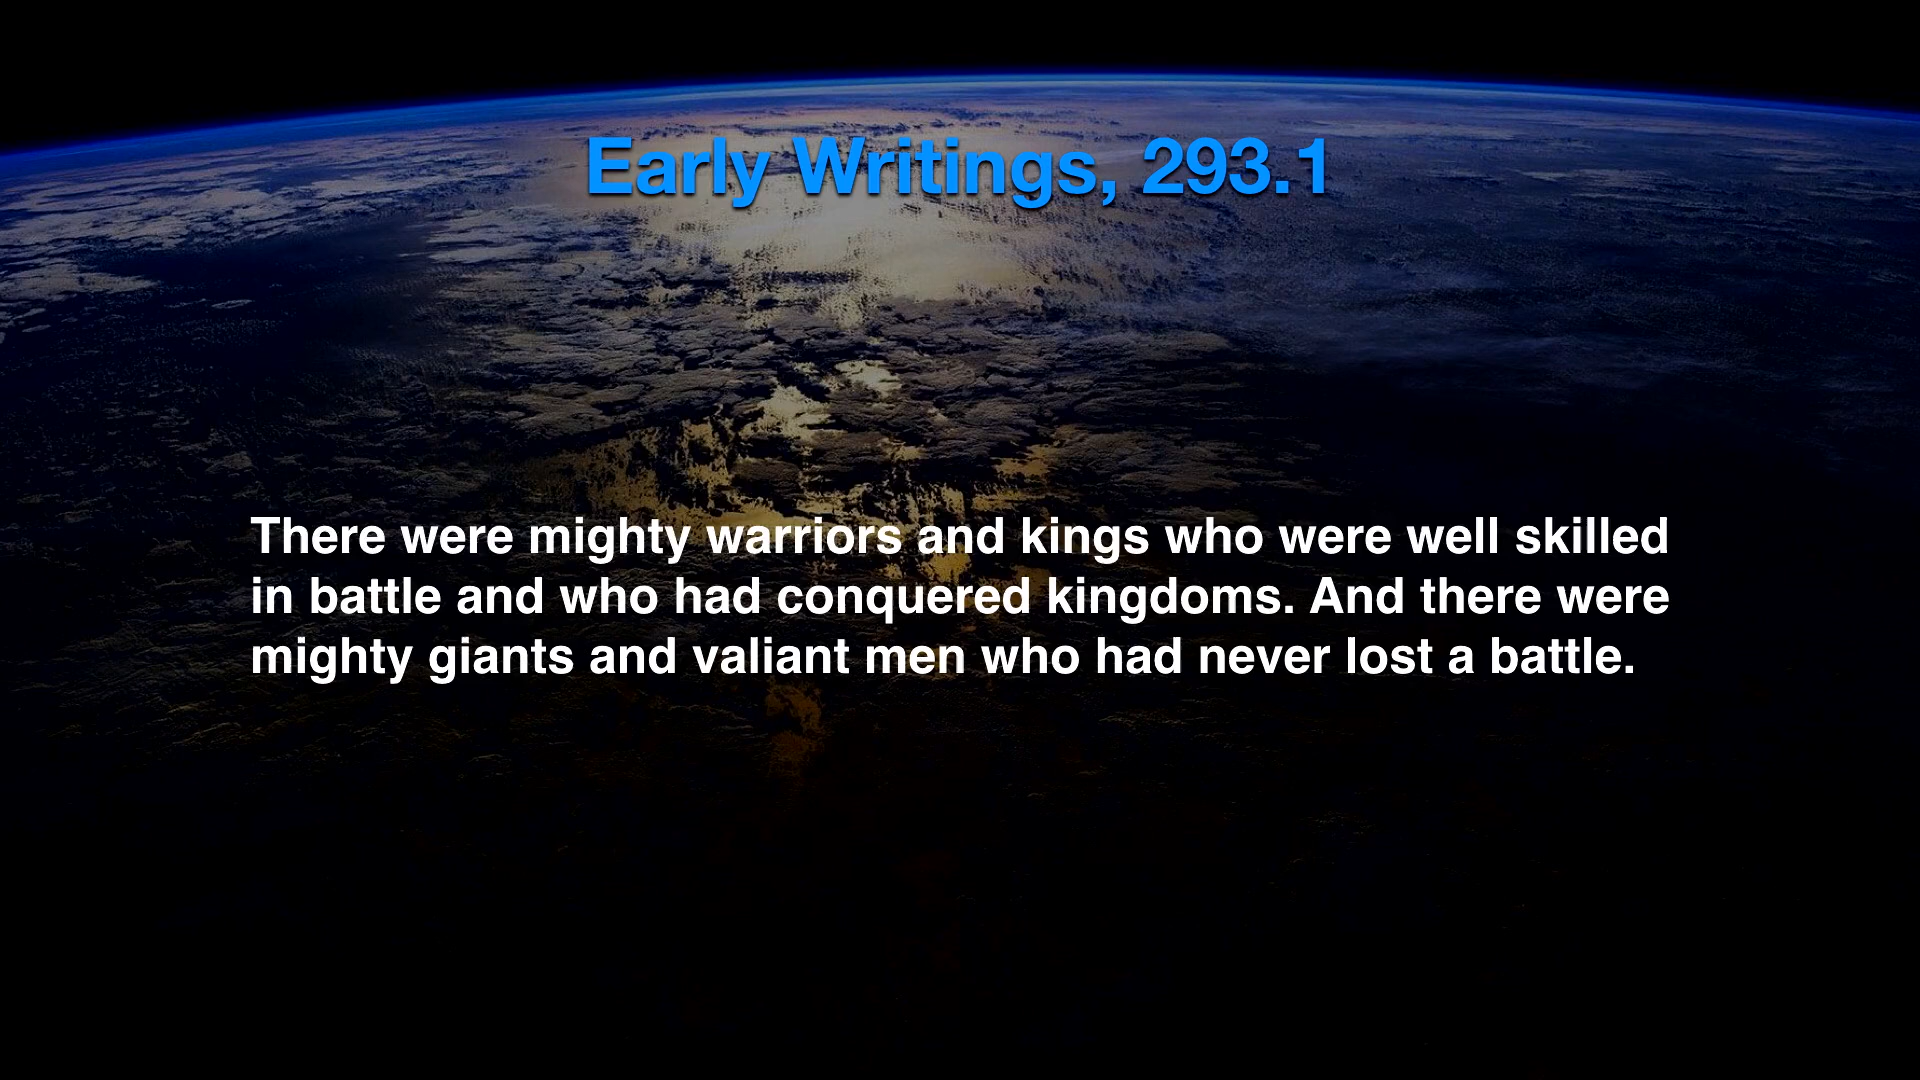 Early Writings, 293.1
There were mighty warriors and kings who were well skilled
in battle and who had conquered kingdoms. And there were
mighty giants and valiant men who had never lost a battle.